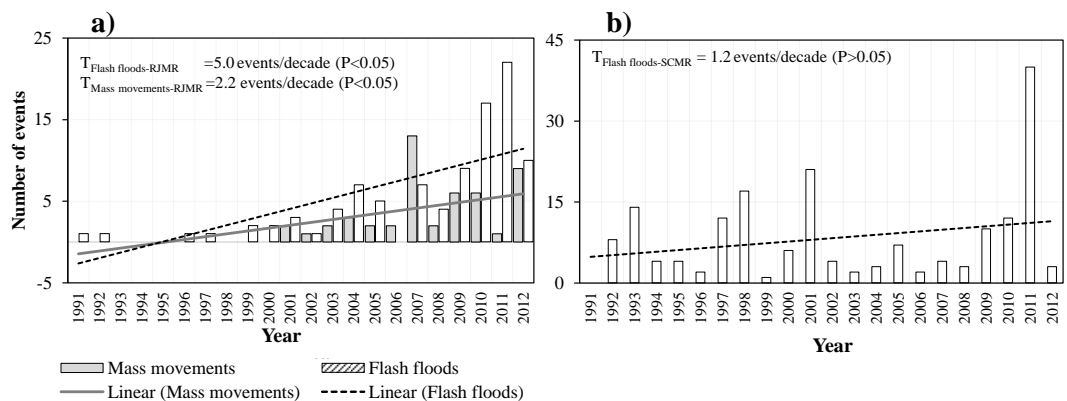 a)
25
15
5
-5
Number of events
T Flash floods-RJMR =5.0 events/decade (P<0.05)
T Mass movements-RJMR =2.2 events/decade (P<0.05)
1991 1992 1993 1994 1995 1996 1997 1998 1999 2000 2001 2002 2003 2004 2005 2006 2007 2008 2009 2010 2011 2012
Year
b)
45
30
15
0
T Flash floods-SCMR = 1.2 events/decade (P>0.05)
1991 1992 1993 1994 1995 1996 1997 1998 1999 2000 2001 2002 2003 2004 2005 2006 2007 2008 2009 2010 2011 2012
Year
Mass movements Flash floods
Linear (Mass movements) Linear (Flash floods)